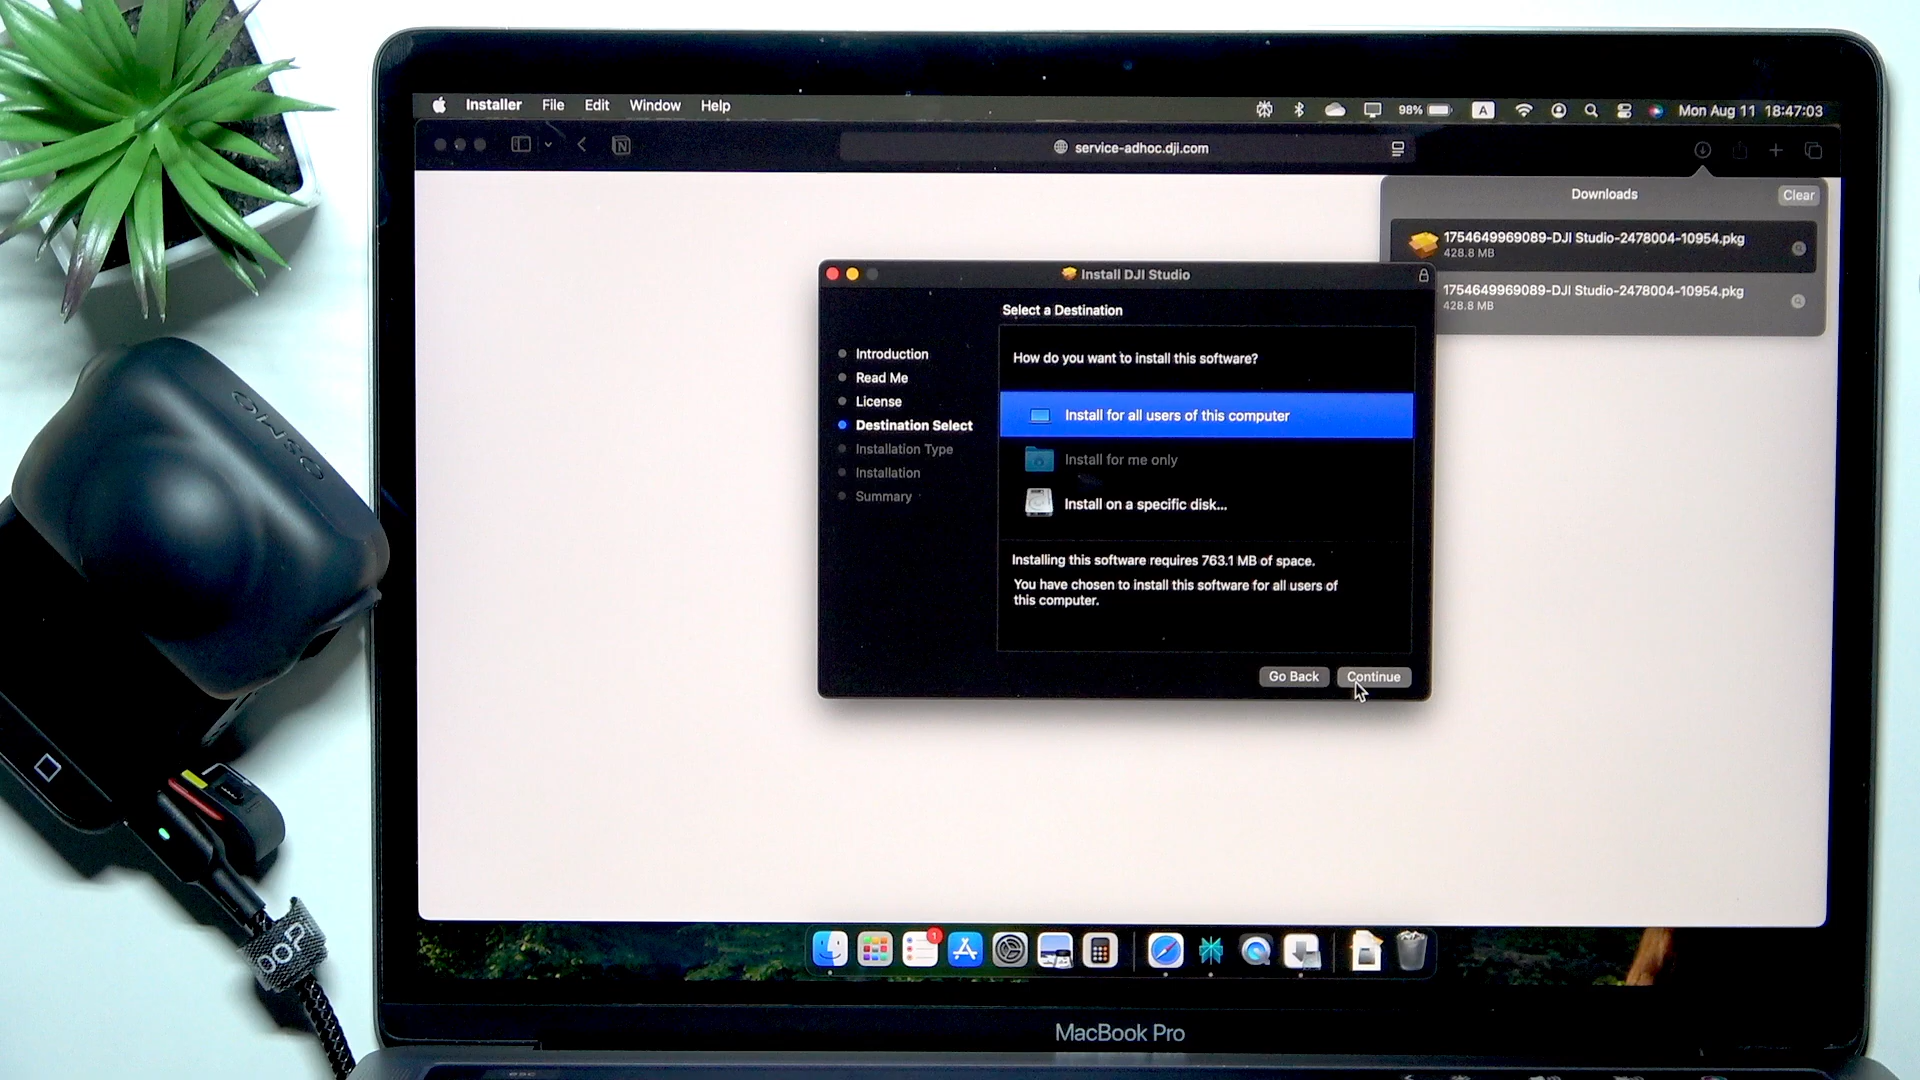 Installer File Edit Window Help
98% A Mon Aug 11 18:47:03
service-adhoc.dji.com
Downloads Clear
1754649969089-DJI Studio-2478004-10954.pkg
428.8 MB
1754649969089-DJI Studio-2478004-10954.pkg
428.8 MB
Install DJI Studio
Select a Destination
Introduction
Read Me
License
Destination Select
Installation Type
Installation
Summary
How do you want to install this software?
Install for all users of this computer
Install for me only
Install on a specific disk...
Installing this software requires 763.1 MB of space.
You have chosen to install this software for all users of
this computer.
Go Back Continue
1
MacBook Pro
esc
OSMO